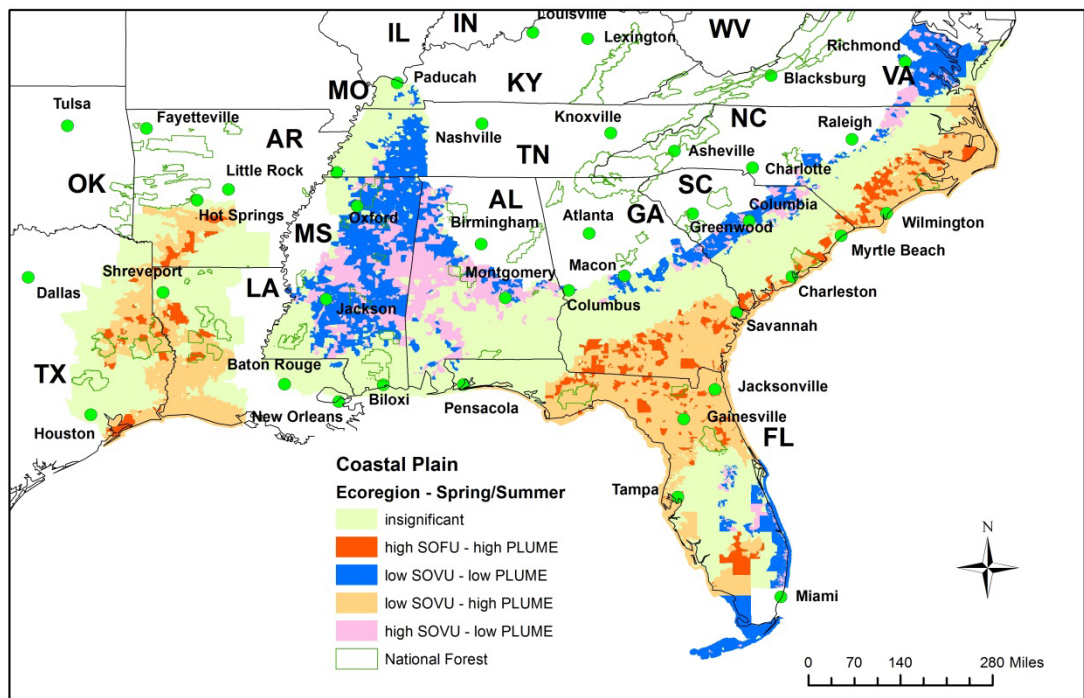 Louisville
IN
IL
WV
Lexington
Richmond
Paducah
KY
Blacksburg
VA
MO
Tulsa
Fayetteville
Nashville
Knoxville
NC
Raleigh
AR
TN
Asheville
Charlotte
Little Rock
OK
Hot Springs
Oxford
AL
Birmingham
Atlanta
SC
Columbia
GA
Greenwood
Wilmington
MS
Myrtle Beach
Shreveport
Dallas
LA
Montgomery
Macon
Jackson
Columbus
Charleston
Savannah
TX
Baton Rouge
Biloxi
Jacksonville
New Orleans
Pensacola
Gainesville
Houston
FL
Coastal Plain
Ecoregion - Spring/Summer
Tampa
insignificant
high SOFU - high PLUME
N
low SOVU - low PLUME
low SOVU - high PLUME
Miami
high SOVU - low PLUME
National Forest
0 70 140 280 Miles